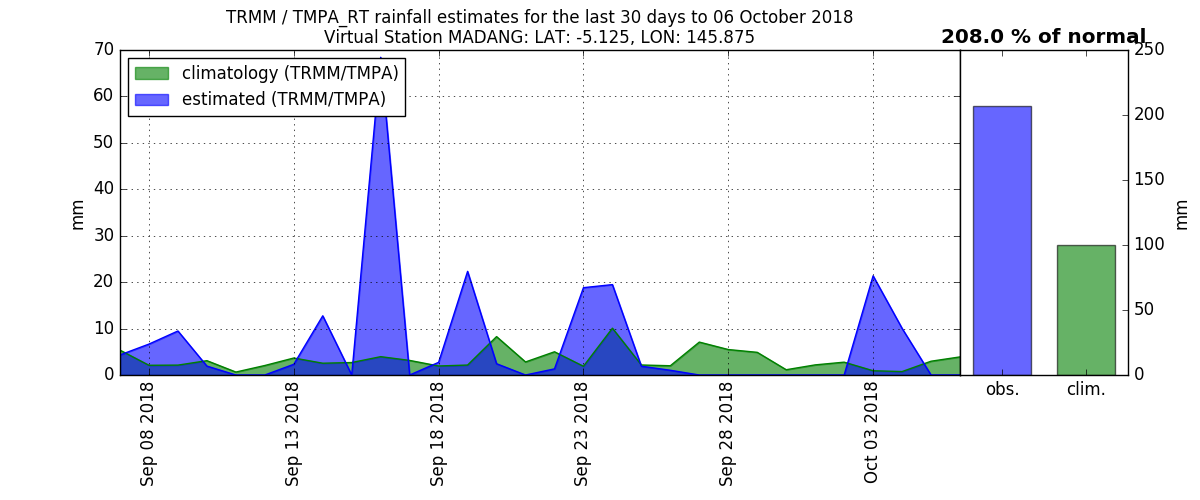 TRMM / TMPA_RT rainfall estimates for the last 30 days to 06 October 2018
Virtual Station MADANG: LAT: -5.125, LON: 145.875
208.0 % of normal
climatology (TRMM/TMPA)
estimated (TRMM/TMPA)
mm
70
60
50
40
30
20
10
0
Sep 08 2018
Sep 13 2018
Sep 18 2018
Sep 23 2018
Sep 28 2018
Oct 03 2018
250
200
150
100
50
0
mm
obs.
clim.